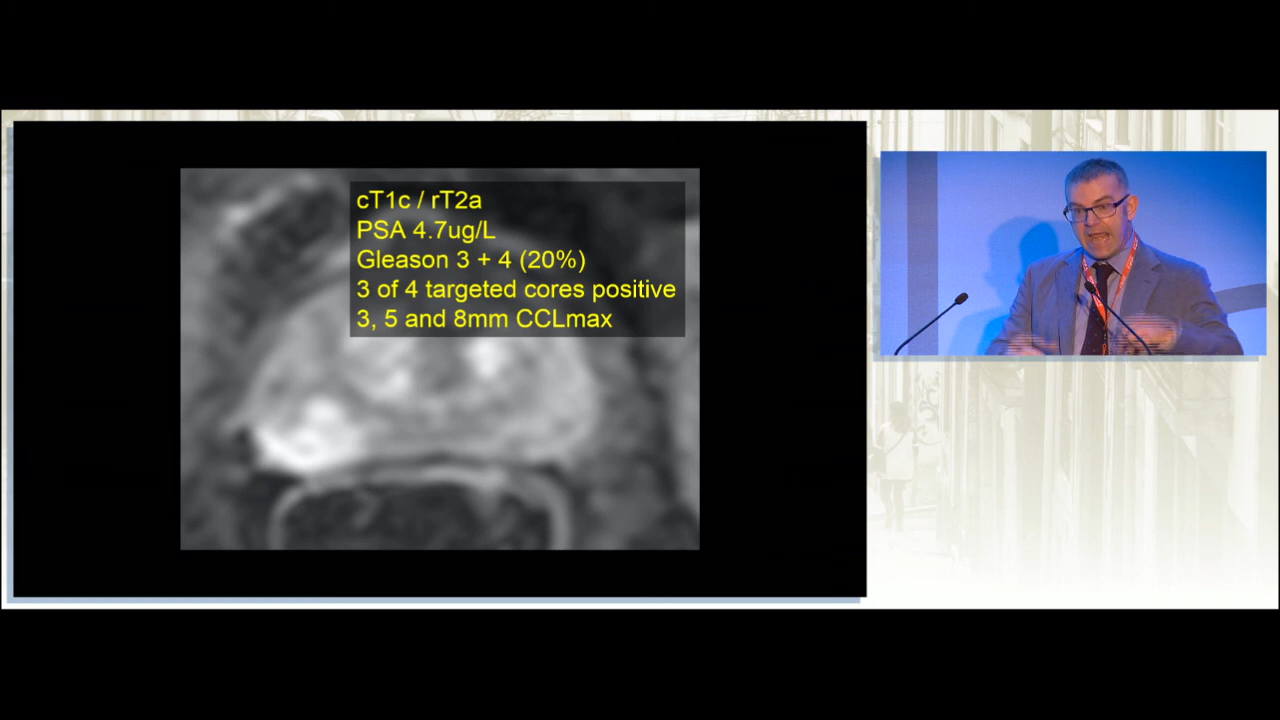 cT1c / rT2a
PSA 4.7ug/L
Gleason 3 + 4 (20%)
3 of 4 targeted cores positive
3, 5 and 8mm CCLmax